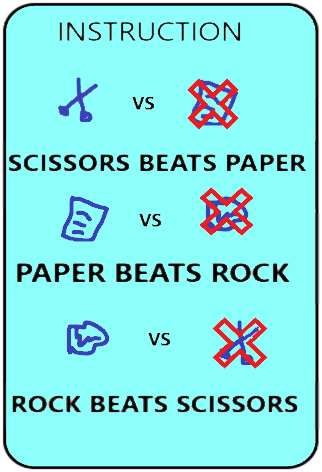 INSTRUCTION
VS
SCISSORS BEATS PAPER
VS
PAPER BEATS ROCK
VS
ROCK BEATS SCISSORS